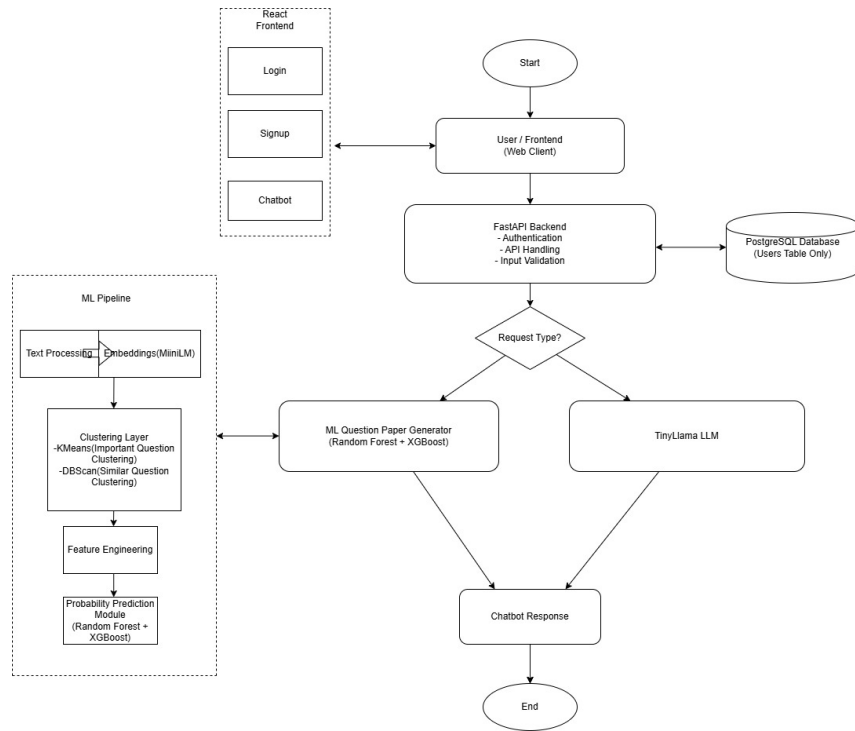 React
Frontend
Login
Signup
Chatbot
Start
User / Frontend
(Web Client)
FastAPI Backend
- Authentication
- API Handling
- Input Validation
PostgreSQL Database
(Users Table Only)
Request Type?
ML Question Paper Generator
(Random Forest + XGBoost)
TinyLlama LLM
Chatbot Response
End
ML Pipeline
Text Processing
Embeddings(MiiniLM)
Clustering Layer
-KMeans(Important Question
Clustering)
-DBScan(Similar Question
Clustering)
Feature Engineering
Probability Prediction
Module
(Random Forest +
XGBoost)